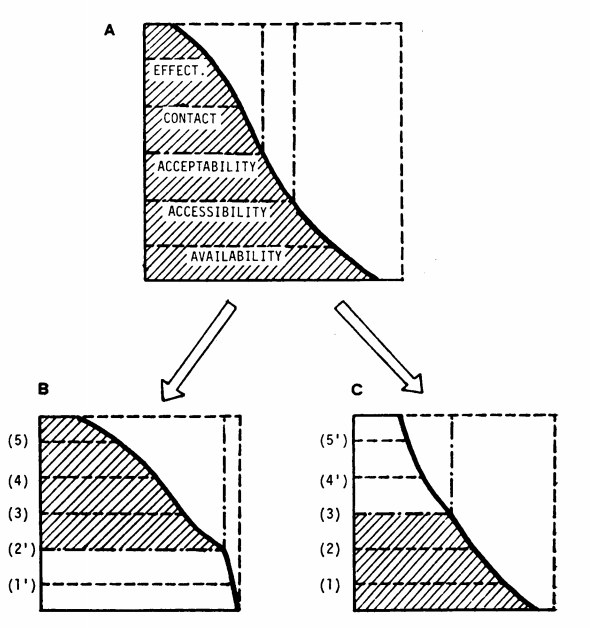 A
EFFECT.
CONTACT
ACCEPTABILITY
ACCESSIBILITY
AVAILABILITY
B
(5)
(4)
(3)
(2')
(1')
C
(5')
(4')
(3)
(2)
(1)